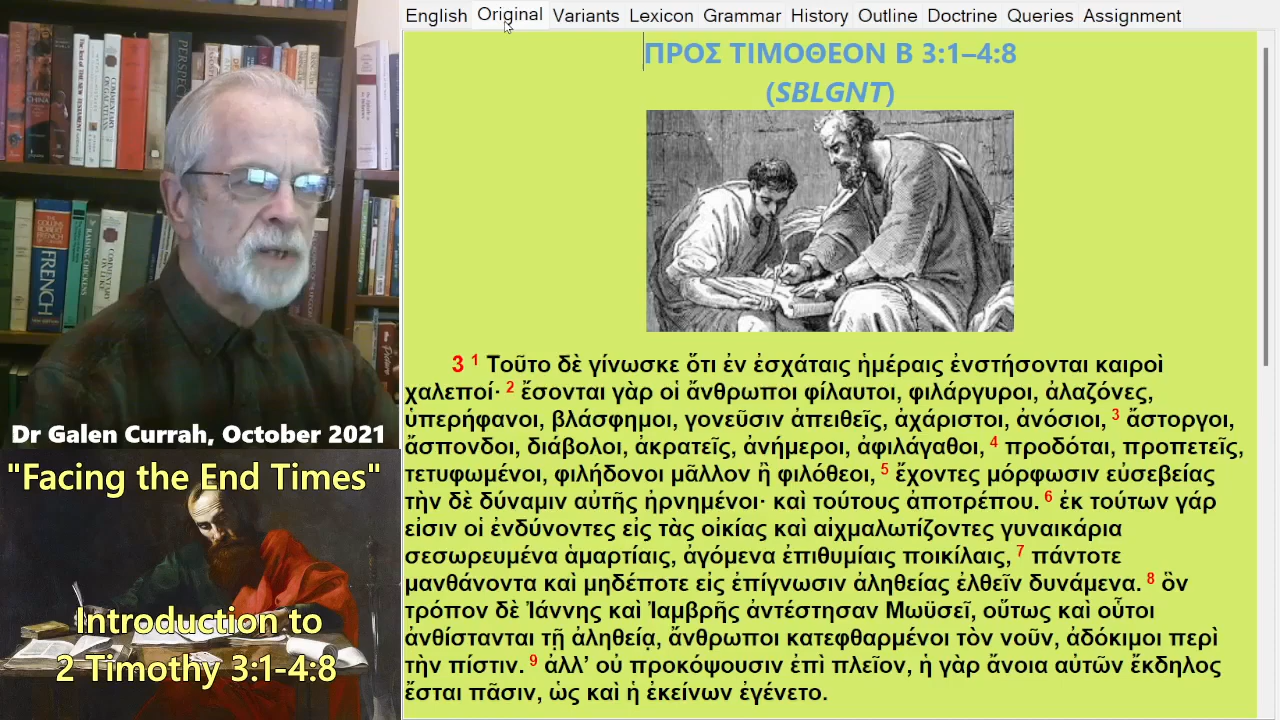 English Original Variants Lexicon Grammar History Outline Doctrine Queries Assignment
ΠΡΟΣ ΤΙΜΟΘΕΟΝ Β 3:1–4:8
(SBLGNT)
3 1 Τοῦτο δὲ γίνωσκε ὅτι ἐν ἐσχάταις ἡμέραις ἐνστήσονται καιροὶ
χαλεποί· 2 ἔσονται γὰρ οἱ ἄνθρωποι φίλαυτοι, φιλάργυροι, ἀλαζόνες,
ὑπερήφανοι, βλάσφημοι, γονεῦσιν ἀπειθεῖς, ἀχάριστοι, ἀνόσιοι, 3 ἄστοργοι,
ἄσπονδοι, διάβολοι, ἀκρατεῖς, ἀνήμεροι, ἀφιλάγαθοι, 4 προδόται, προπετεῖς,
τετυφωμένοι, φιλήδονοι μᾶλλον ἢ φιλόθεοι, 5 ἔχοντες μόρφωσιν εὐσεβείας
τὴν δὲ δύναμιν αὐτῆς ἠρνημένοι· καὶ τούτους ἀποτρέπου. 6 ἐκ τούτων γάρ
εἰσιν οἱ ἐνδύνοντες εἰς τὰς οἰκίας καὶ αἰχμαλωτίζοντες γυναικάρια
σεσωρευμένα ἁμαρτίαις, ἀγόμενα ἐπιθυμίαις ποικίλαις, 7 πάντοτε
μανθάνοντα καὶ μηδέποτε εἰς ἐπίγνωσιν ἀληθείας ἐλθεῖν δυνάμενα. 8 ὃν
τρόπον δὲ Ἰάννης καὶ Ἰαμβρῆς ἀντέστησαν Μωϋσεῖ, οὕτως καὶ οὗτοι
ἀνθίστανται τῇ ἀληθείᾳ, ἄνθρωποι κατεφθαρμένοι τὸν νοῦν, ἀδόκιμοι περὶ
τὴν πίστιν. 9 ἀλλ’ οὐ προκόψουσιν ἐπὶ πλεῖον, ἡ γὰρ ἄνοια αὐτῶν ἔκδηλος
ἔσται πᾶσιν, ὡς καὶ ἡ ἐκείνων ἐγένετο.
Dr Galen Currah, October 2021
"Facing the End Times"
Introduction to
2 Timothy 3:1-4:8
FRENCH
RAISING CHICKENS